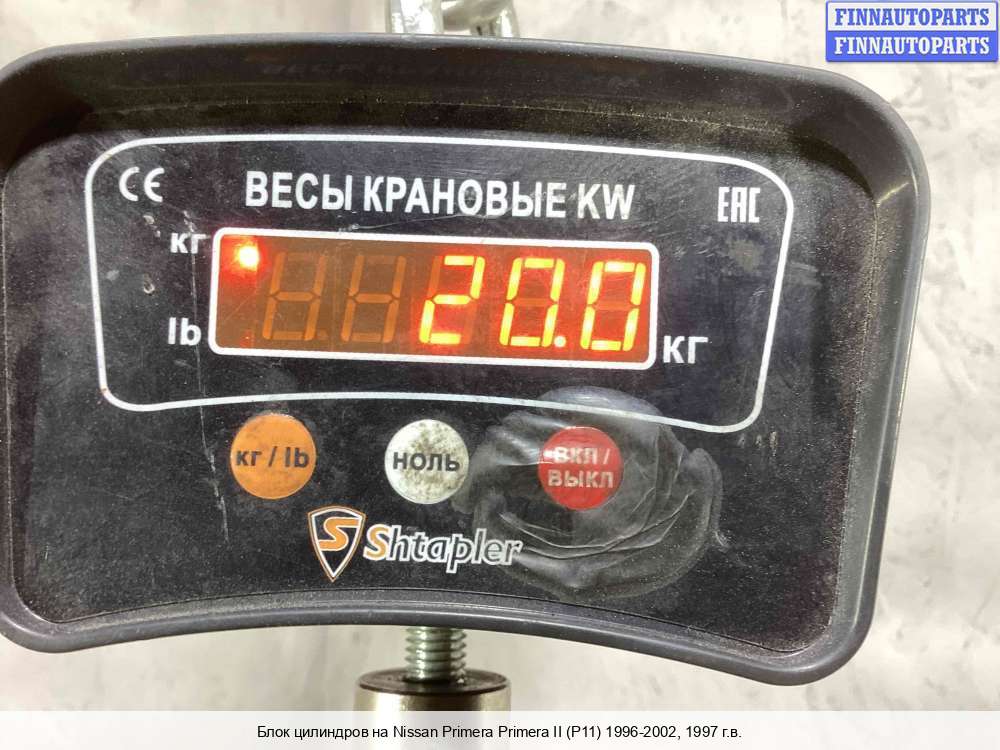 FINNAUTOPARTS
FINNAUTOPARTS
CE
ВЕСЫ КРАНОВЫЕ KW
EAC
кг
20.0
lb
КГ
кг / lb
НОЛЬ
ВКЛ /
ВЫКЛ
S Shtapler
Блок цилиндров на Nissan Primera Primera II (P11) 1996-2002, 1997 г.в.